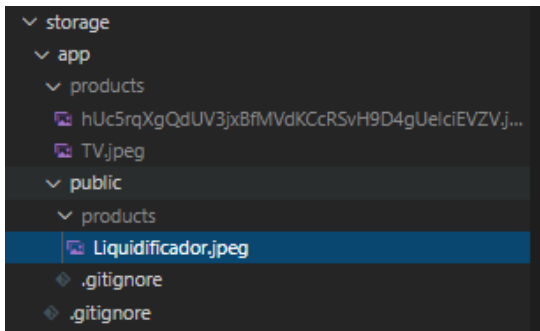 storage
app
products
hUc5rqXgQdUV3jxBfMVdKCcRSvH9D4gUelciEVZV.j...
TV.jpeg
public
products
Liquidificador.jpeg
.gitignore
.gitignore